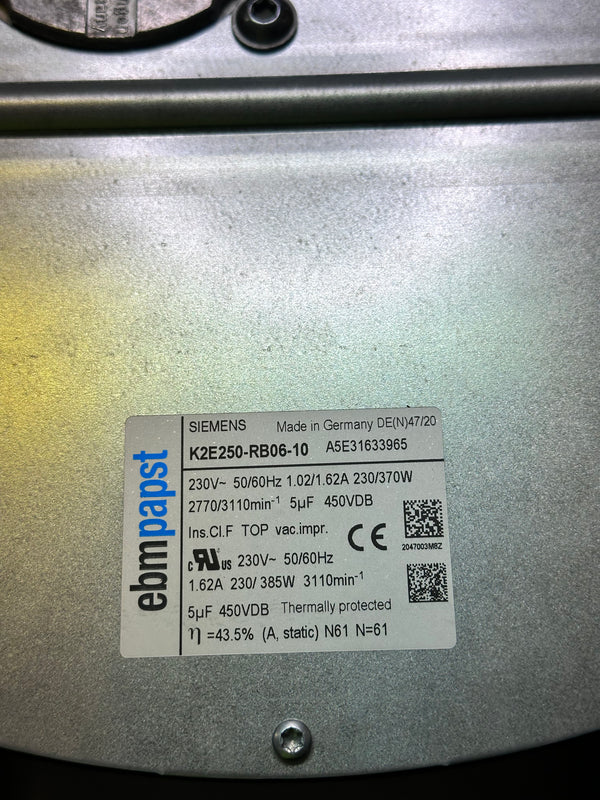 SIEMENS Made in Germany DE(N)47/20
K2E250-RB06-10 A5E31633965
ebmpapst
230V~ 50/60Hz 1.02/1.62A 230/370W
2770/3110min⁻¹ 5µF 450VDB
Ins.Cl.F TOP vac.impr. CE
2047003M8Z
c RU us 230V~ 50/60Hz
1.62A 230/ 385W 3110min⁻¹
5µF 450VDB Thermally protected
η =43.5% (A, static) N61 N=61